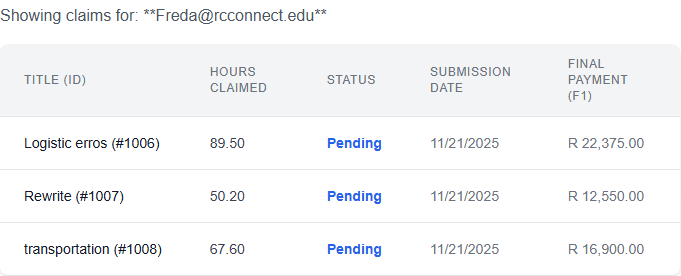 Showing claims for: **Freda@rcconnect.edu**
TITLE (ID) HOURS CLAIMED STATUS SUBMISSION DATE FINAL PAYMENT (F1)
Logistic erros (#1006) 89.50 Pending 11/21/2025 R 22,375.00
Rewrite (#1007) 50.20 Pending 11/21/2025 R 12,550.00
transportation (#1008) 67.60 Pending 11/21/2025 R 16,900.00